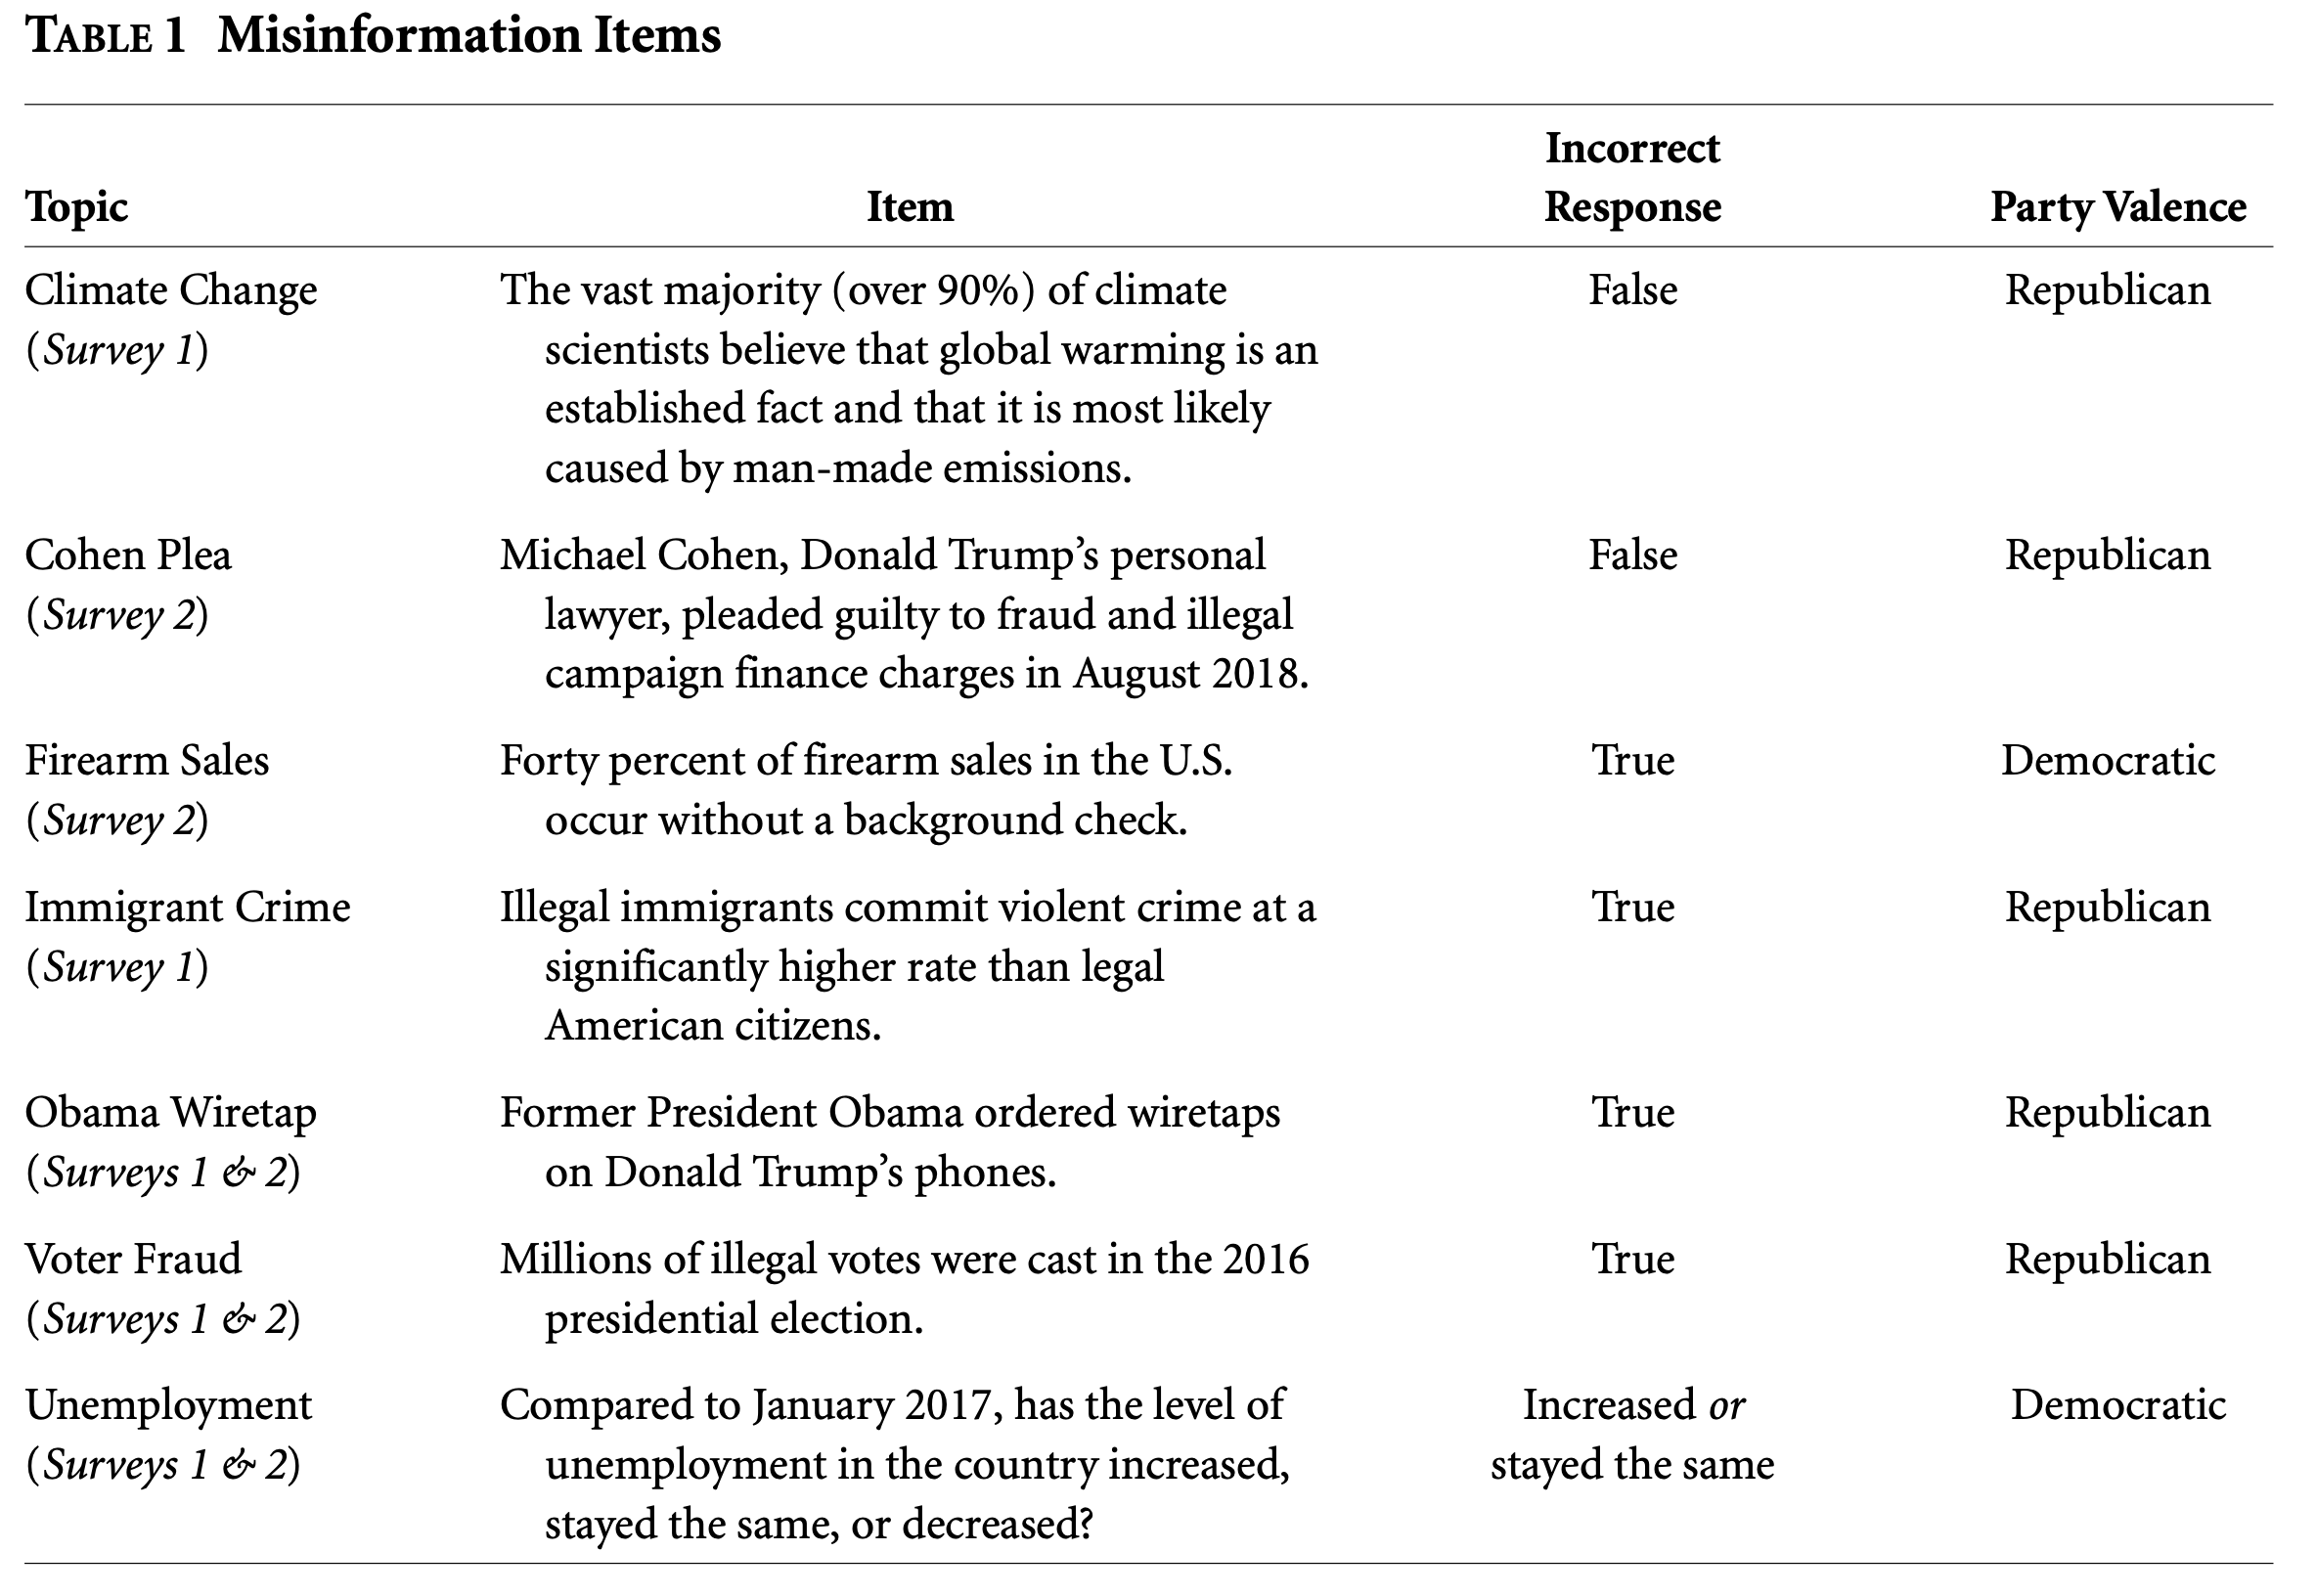 TABLE 1 Misinformation Items
Incorrect
Topic Item Response Party Valence
Climate Change The vast majority (over 90%) of climate False Republican
(Survey 1) scientists believe that global warming is an
established fact and that it is most likely
caused by man-made emissions.
Cohen Plea Michael Cohen, Donald Trump’s personal False Republican
(Survey 2) lawyer, pleaded guilty to fraud and illegal
campaign finance charges in August 2018.
Firearm Sales Forty percent of firearm sales in the U.S. True Democratic
(Survey 2) occur without a background check.
Immigrant Crime Illegal immigrants commit violent crime at a True Republican
(Survey 1) significantly higher rate than legal
American citizens.
Obama Wiretap Former President Obama ordered wiretaps True Republican
(Surveys 1 & 2) on Donald Trump’s phones.
Voter Fraud Millions of illegal votes were cast in the 2016 True Republican
(Surveys 1 & 2) presidential election.
Unemployment Compared to January 2017, has the level of Increased or Democratic
(Surveys 1 & 2) unemployment in the country increased, stayed the same
stayed the same, or decreased?